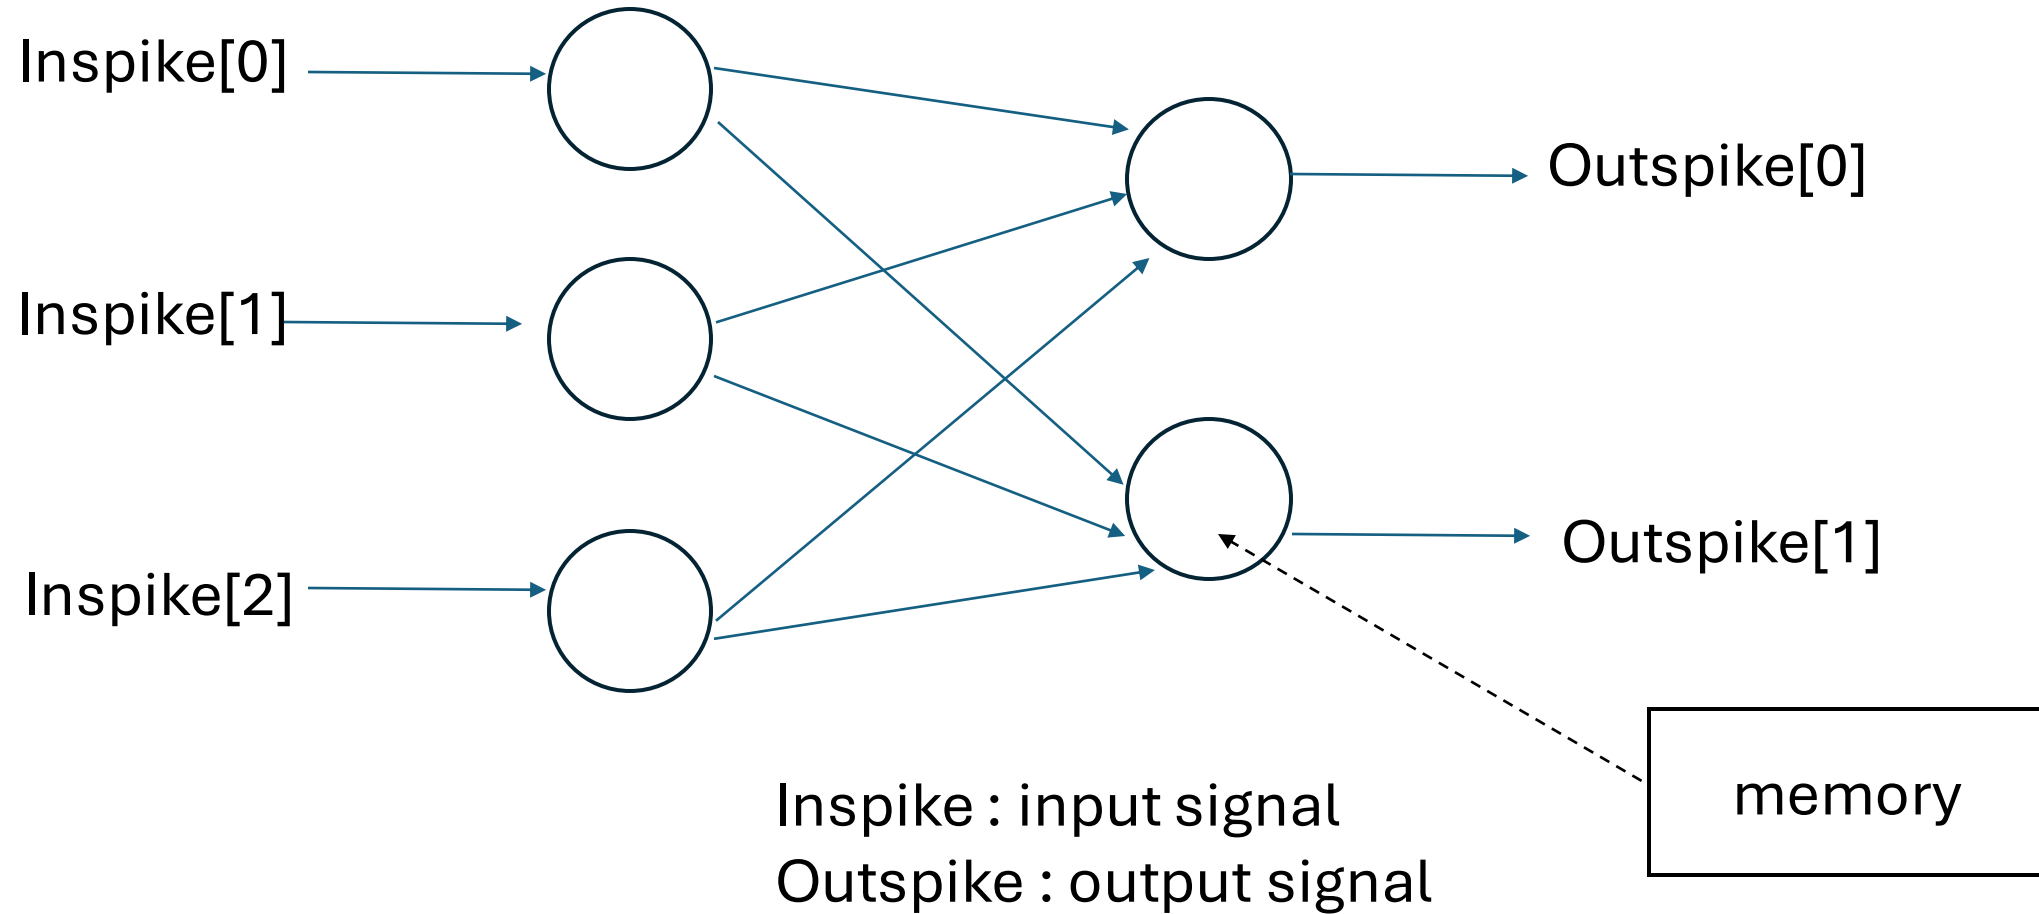 Inspike[0]
Outspike[0]
Inspike[1]
Outspike[1]
Inspike[2]
memory
Inspike : input signal
Outspike : output signal